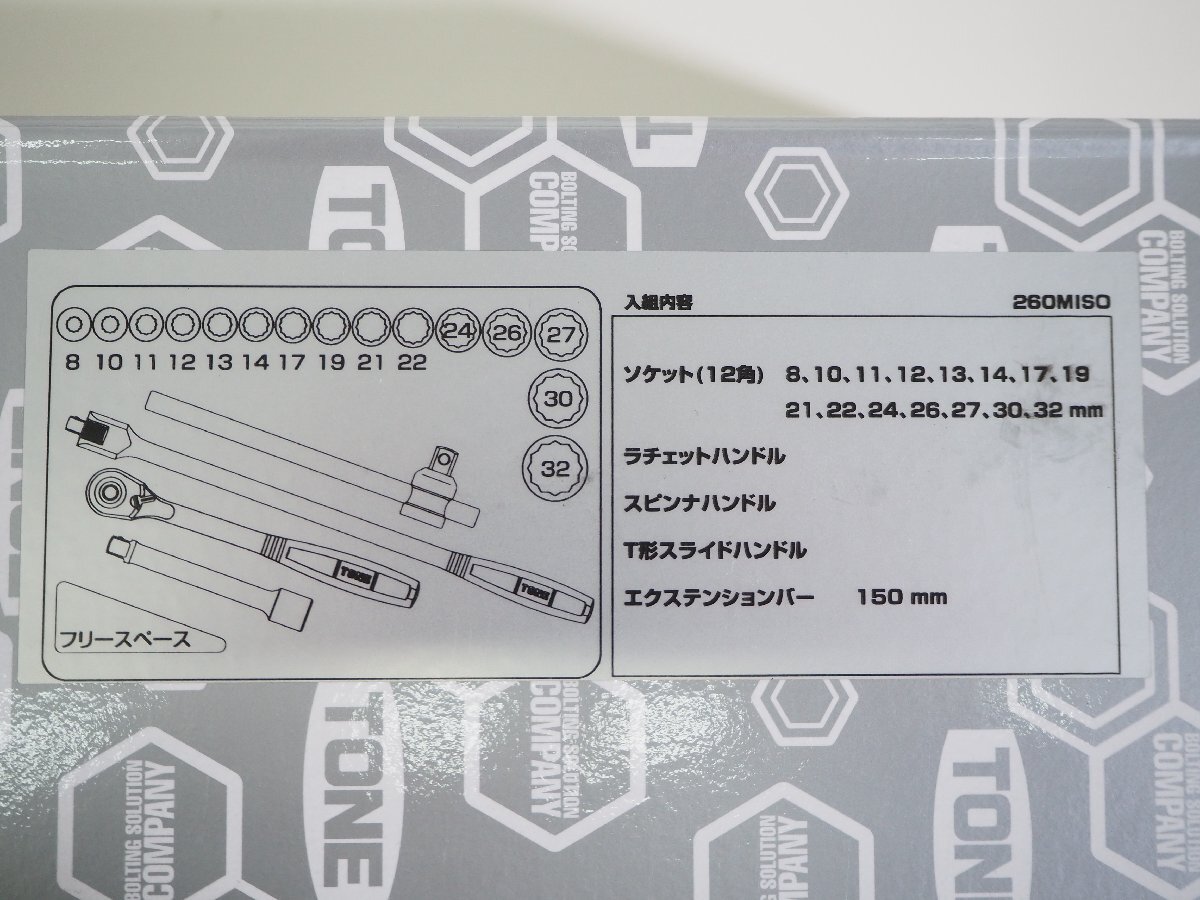 TONE
BOLTING SOLUTION
COMPANY
BOLTING SOLUTION
COMPANY
24 26 27
8 10 11 12 13 14 17 19 21 22
30
32
TONE
TONE
フリースペース
入組内容 260MISO
ソケット(12角) 8、10、11、12、13、14、17、19
21、22、24、26、27、30、32 mm
ラチェットハンドル
スピンナハンドル
T形スライドハンドル
エクステンションバー 150 mm
BOLTING SOLUTION
COMPANY
TONE
BOLTING SOLUTION
COMPANY
TONE